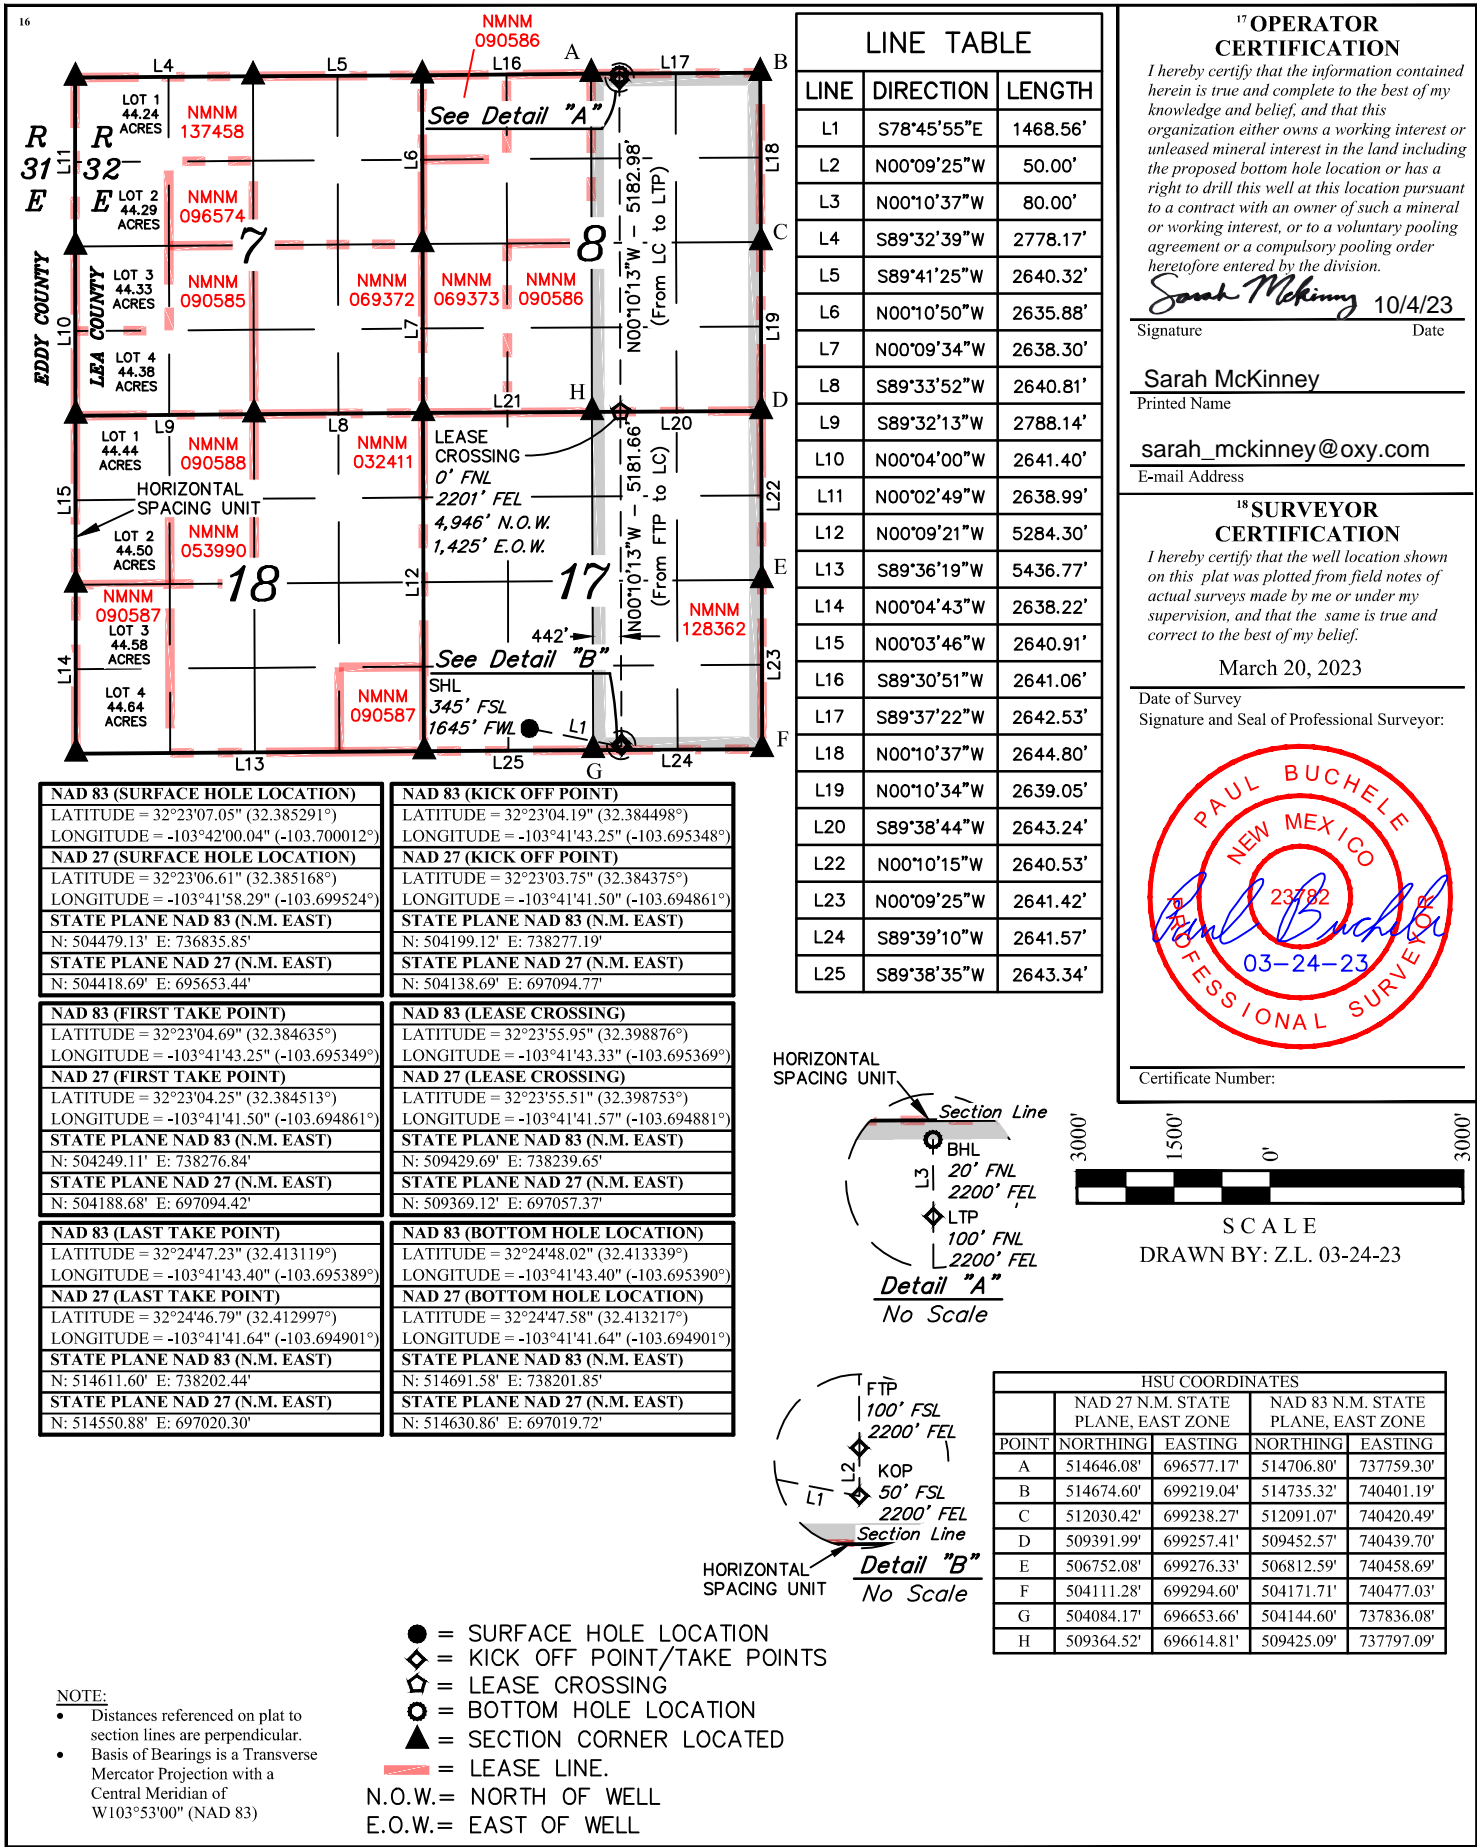 16
NMNM
090586
A
B
L4
L5
L16
L17
LOT 1
44.24
ACRES
NMNM
137458
See Detail "A"
R
31
E
R
32
E
L11
L6
L18
LOT 2
44.29
ACRES
NMNM
096574
7
8
C
N00°10'13"W - 5182.98'
(From LC to LTP)
EDDY COUNTY
LEA COUNTY
LOT 3
44.33
ACRES
NMNM
090585
NMNM
069372
NMNM
069373
NMNM
090586
L10
L7
L19
LOT 4
44.38
ACRES
L9
L8
L21
H
L20
D
LOT 1
44.44
ACRES
NMNM
090588
NMNM
032411
LEASE
CROSSING
0' FNL
2201' FEL
4,946' N.O.W.
1,425' E.O.W.
HORIZONTAL
SPACING UNIT
L15
L22
LOT 2
44.50
ACRES
NMNM
053990
18
17
E
L12
N00°10'13"W - 5181.66'
(From FTP to LC)
NMNM
090587
NMNM
128362
LOT 3
44.58
ACRES
442'
See Detail "B"
L14
L23
LOT 4
44.64
ACRES
NMNM
090587
SHL
345' FSL
1645' FWL
L1
L13
L25
G
L24
F
LINE TABLE
LINE DIRECTION LENGTH
L1 S78°45'55"E 1468.56'
L2 N00°09'25"W 50.00'
L3 N00°10'37"W 80.00'
L4 S89°32'39"W 2778.17'
L5 S89°41'25"W 2640.32'
L6 N00°10'50"W 2635.88'
L7 N00°09'34"W 2638.30'
L8 S89°33'52"W 2640.81'
L9 S89°32'13"W 2788.14'
L10 N00°04'00"W 2641.40'
L11 N00°02'49"W 2638.99'
L12 N00°09'21"W 5284.30'
L13 S89°36'19"W 5436.77'
L14 N00°04'43"W 2638.22'
L15 N00°03'46"W 2640.91'
L16 S89°30'51"W 2641.06'
L17 S89°37'22"W 2642.53'
L18 N00°10'37"W 2644.80'
L19 N00°10'34"W 2639.05'
L20 S89°38'44"W 2643.24'
L22 N00°10'15"W 2640.53'
L23 N00°09'25"W 2641.42'
L24 S89°39'10"W 2641.57'
L25 S89°38'35"W 2643.34'
17 OPERATOR
CERTIFICATION
I hereby certify that the information contained
herein is true and complete to the best of my
knowledge and belief, and that this
organization either owns a working interest or
unleased mineral interest in the land including
the proposed bottom hole location or has a
right to drill this well at this location pursuant
to a contract with an owner of such a mineral
or working interest, or to a voluntary pooling
agreement or a compulsory pooling order
heretofore entered by the division.
Sarah McKinney 10/4/23
Signature Date
Sarah McKinney
Printed Name
sarah_mckinney@oxy.com
E-mail Address
18 SURVEYOR
CERTIFICATION
I hereby certify that the well location shown
on this plat was plotted from field notes of
actual surveys made by me or under my
supervision, and that the same is true and
correct to the best of my belief.
March 20, 2023
Date of Survey
Signature and Seal of Professional Surveyor:
PAUL BUCHELE
NEW MEXICO
23782
Paul Buchele
03-24-23
PROFESSIONAL SURVEYOR
Certificate Number:
NAD 83 (SURFACE HOLE LOCATION)
LATITUDE = 32°23'07.05" (32.385291°)
LONGITUDE = -103°42'00.04" (-103.700012°)
NAD 27 (SURFACE HOLE LOCATION)
LATITUDE = 32°23'06.61" (32.385168°)
LONGITUDE = -103°41'58.29" (-103.699524°)
STATE PLANE NAD 83 (N.M. EAST)
N: 504479.13' E: 736835.85'
STATE PLANE NAD 27 (N.M. EAST)
N: 504418.69' E: 695653.44'
NAD 83 (KICK OFF POINT)
LATITUDE = 32°23'04.19" (32.384498°)
LONGITUDE = -103°41'43.25" (-103.695348°)
NAD 27 (KICK OFF POINT)
LATITUDE = 32°23'03.75" (32.384375°)
LONGITUDE = -103°41'41.50" (-103.694861°)
STATE PLANE NAD 83 (N.M. EAST)
N: 504199.12' E: 738277.19'
STATE PLANE NAD 27 (N.M. EAST)
N: 504138.69' E: 697094.77'
NAD 83 (FIRST TAKE POINT)
LATITUDE = 32°23'04.69" (32.384635°)
LONGITUDE = -103°41'43.25" (-103.695349°)
NAD 27 (FIRST TAKE POINT)
LATITUDE = 32°23'04.25" (32.384513°)
LONGITUDE = -103°41'41.50" (-103.694861°)
STATE PLANE NAD 83 (N.M. EAST)
N: 504249.11' E: 738276.84'
STATE PLANE NAD 27 (N.M. EAST)
N: 504188.68' E: 697094.42'
NAD 83 (LEASE CROSSING)
LATITUDE = 32°23'55.95" (32.398876°)
LONGITUDE = -103°41'43.33" (-103.695369°)
NAD 27 (LEASE CROSSING)
LATITUDE = 32°23'55.51" (32.398753°)
LONGITUDE = -103°41'41.57" (-103.694881°)
STATE PLANE NAD 83 (N.M. EAST)
N: 509429.69' E: 738239.65'
STATE PLANE NAD 27 (N.M. EAST)
N: 509369.12' E: 697057.37'
NAD 83 (LAST TAKE POINT)
LATITUDE = 32°24'47.23" (32.413119°)
LONGITUDE = -103°41'43.40" (-103.695389°)
NAD 27 (LAST TAKE POINT)
LATITUDE = 32°24'46.79" (32.412997°)
LONGITUDE = -103°41'41.64" (-103.694901°)
STATE PLANE NAD 83 (N.M. EAST)
N: 514611.60' E: 738202.44'
STATE PLANE NAD 27 (N.M. EAST)
N: 514550.88' E: 697020.30'
NAD 83 (BOTTOM HOLE LOCATION)
LATITUDE = 32°24'48.02" (32.413339°)
LONGITUDE = -103°41'43.40" (-103.695390°)
NAD 27 (BOTTOM HOLE LOCATION)
LATITUDE = 32°24'47.58" (32.413217°)
LONGITUDE = -103°41'41.64" (-103.694901°)
STATE PLANE NAD 83 (N.M. EAST)
N: 514691.58' E: 738201.85'
STATE PLANE NAD 27 (N.M. EAST)
N: 514630.86' E: 697019.72'
HORIZONTAL
SPACING UNIT
Section Line
BHL
20' FNL
2200' FEL
L3
LTP
100' FNL
2200' FEL
Detail "A"
No Scale
3000'
1500'
0'
3000'
SCALE
DRAWN BY: Z.L. 03-24-23
FTP
100' FSL
2200' FEL
L2
L1
KOP
50' FSL
2200' FEL
Section Line
HORIZONTAL
SPACING UNIT
Detail "B"
No Scale
HSU COORDINATES
NAD 27 N.M. STATE
PLANE, EAST ZONE
NAD 83 N.M. STATE
PLANE, EAST ZONE
POINT NORTHING EASTING NORTHING EASTING
A 514646.08' 696577.17' 514706.80' 737759.30'
B 514674.60' 699219.04' 514735.32' 740401.19'
C 512030.42' 699238.27' 512091.07' 740420.49'
D 509391.99' 699257.41' 509452.57' 740439.70'
E 506752.08' 699276.33' 506812.59' 740458.69'
F 504111.28' 699294.60' 504171.71' 740477.03'
G 504084.17' 696653.66' 504144.60' 737836.08'
H 509364.52' 696614.81' 509425.09' 737797.09'
= SURFACE HOLE LOCATION
= KICK OFF POINT/TAKE POINTS
= LEASE CROSSING
= BOTTOM HOLE LOCATION
= SECTION CORNER LOCATED
= LEASE LINE.
N.O.W.= NORTH OF WELL
E.O.W.= EAST OF WELL
NOTE:
• Distances referenced on plat to
section lines are perpendicular.
• Basis of Bearings is a Transverse
Mercator Projection with a
Central Meridian of
W103°53'00" (NAD 83)